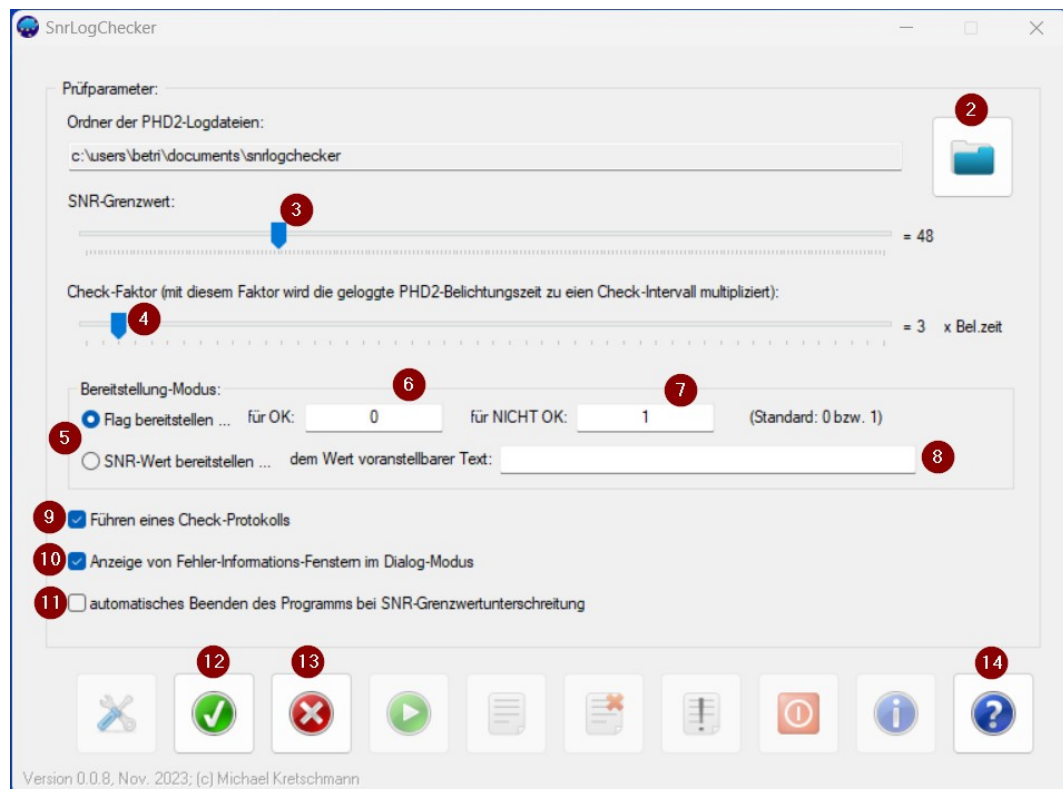 SnrLogChecker
Prüfparameter:
2
Ordner der PHD2-Logdateien:
c:\users\betri\documents\snrlogchecker
SNR-Grenzwert:
3
= 48
Check-Faktor (mit diesem Faktor wird die geloggte PHD2-Belichtungszeit zu eien Check-Intervall multipliziert):
4
= 3 x Bel.zeit
Bereitstellung-Modus:
6
7
Flag bereitstellen ... für OK: 0 für NICHT OK: 1 (Standard: 0 bzw. 1)
5
SNR-Wert bereitstellen ... dem Wert voranstellbarer Text: 8
9 Führen eines Check-Protokolls
10 Anzeige von Fehler-Informations-Fenstern im Dialog-Modus
11 automatisches Beenden des Programms bei SNR-Grenzwertunterschreitung
12 13 14
Version 0.0.8, Nov. 2023; (c) Michael Kretschmann